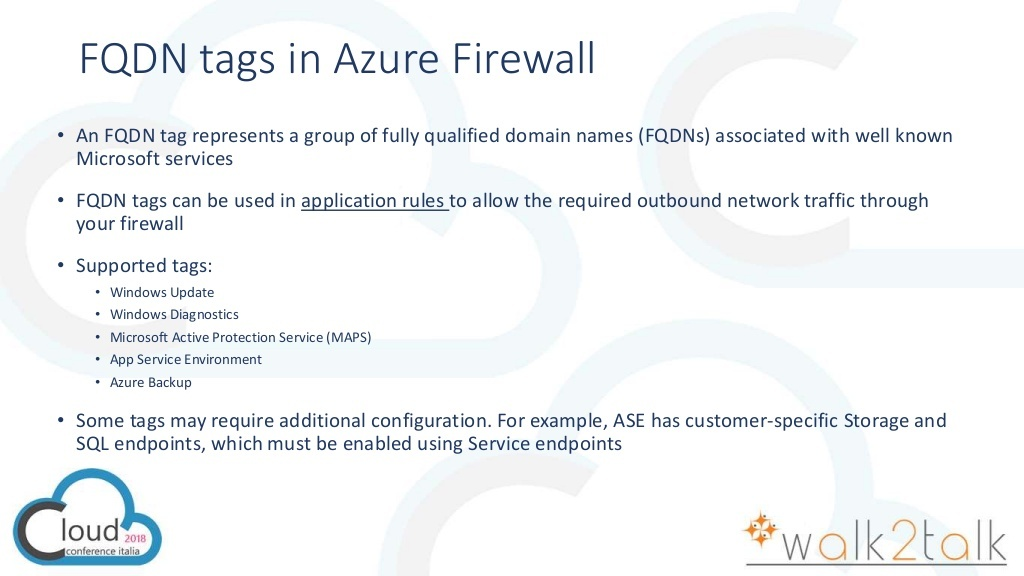 FQDN tags in Azure Firewall
• An FQDN tag represents a group of fully qualified domain names (FQDNs) associated with well known
Microsoft services
• FQDN tags can be used in application rules to allow the required outbound network traffic through
your firewall
• Supported tags:
• Windows Update
• Windows Diagnostics
• Microsoft Active Protection Service (MAPS)
• App Service Environment
• Azure Backup
• Some tags may require additional configuration. For example, ASE has customer-specific Storage and
SQL endpoints, which must be enabled using Service endpoints
Cloud 2018
conference italia
walk2talk